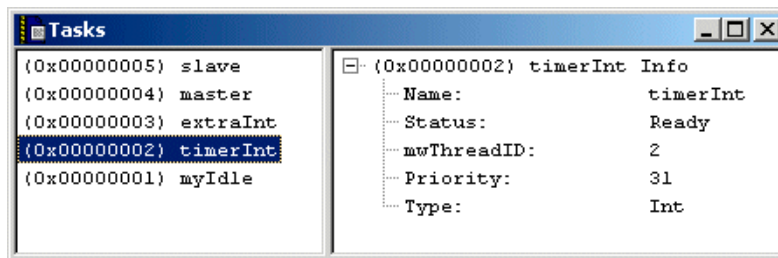 Tasks
(0x00000005) slave
(0x00000004) master
(0x00000003) extraInt
(0x00000002) timerInt
(0x00000001) myIdle
(0x00000002) timerInt Info
Name: timerInt
Status: Ready
mwThreadID: 2
Priority: 31
Type: Int